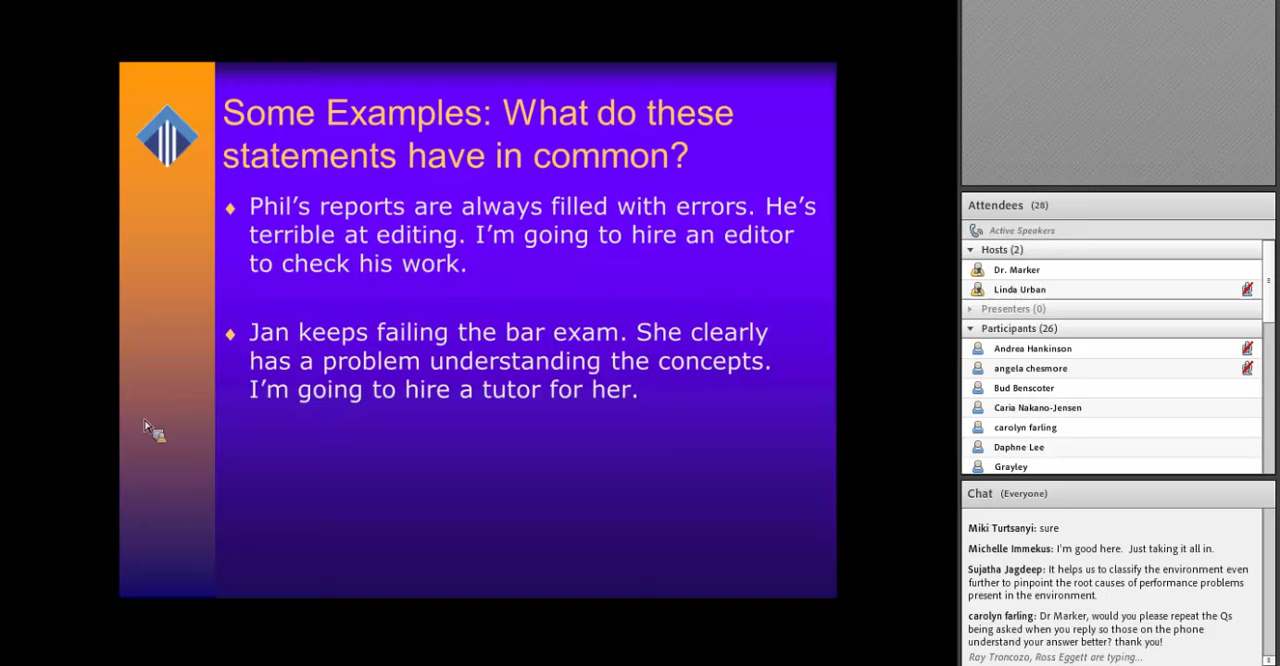 Some Examples: What do these
statements have in common?
Phil's reports are always filled with errors. He's
terrible at editing. I'm going to hire an editor
to check his work.
Jan keeps failing the bar exam. She clearly
has a problem understanding the concepts.
I'm going to hire a tutor for her.
Attendees (28)
Active Speakers
Hosts (2)
Dr. Marker
Linda Urban
Presenters (0)
Participants (26)
Andrea Hankinson
angela chesmore
Bud Benscoter
Caria Nakano-Jensen
carolyn farling
Daphne Lee
Grayley
Chat (Everyone)
Miki Turtsanyi: sure
Michelle Immekus: I'm good here. Just taking it all in.
Sujatha Jagdeep: It helps us to classify the environment even
further to pinpoint the root causes of performance problems
present in the environment.
carolyn farling: Dr Marker, would you please repeat the Qs
being asked when you reply so those on the phone
understand your answer better? thank you!
Ray Troncozo, Ross Eggett are typing...